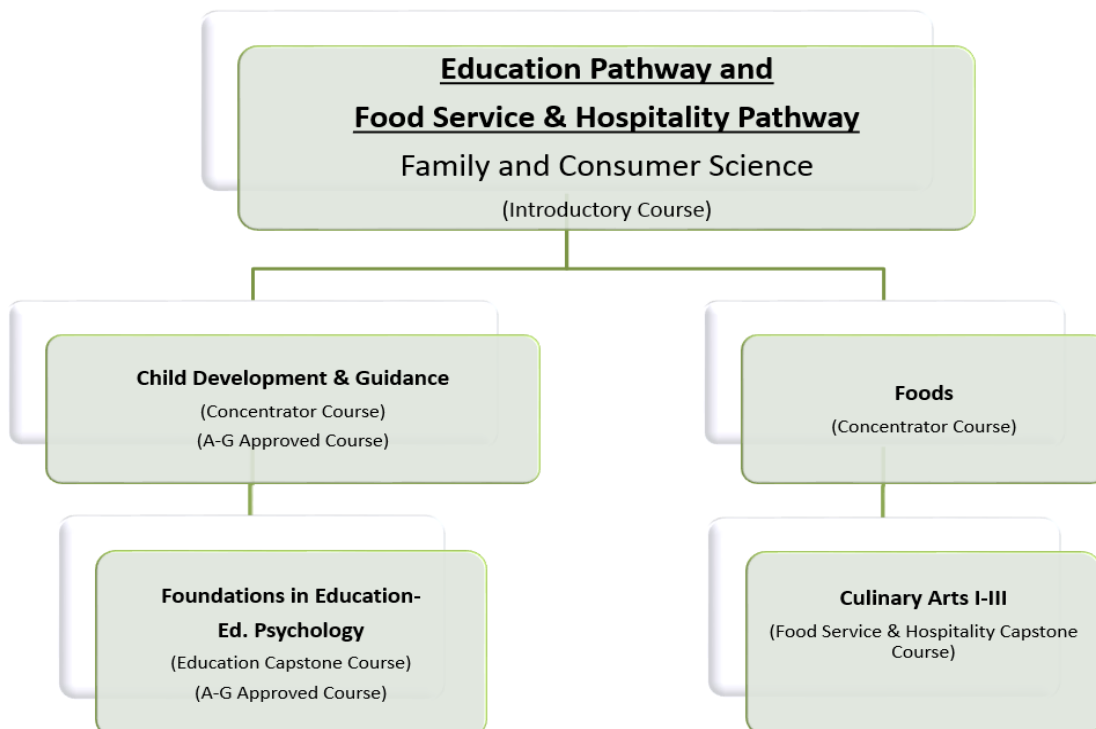 Education Pathway and
Food Service & Hospitality Pathway
Family and Consumer Science
(Introductory Course)
Child Development & Guidance
(Concentrator Course)
(A-G Approved Course)
Foods
(Concentrator Course)
Foundations in Education-
Ed. Psychology
(Education Capstone Course)
(A-G Approved Course)
Culinary Arts I-III
(Food Service & Hospitality Capstone
Course)